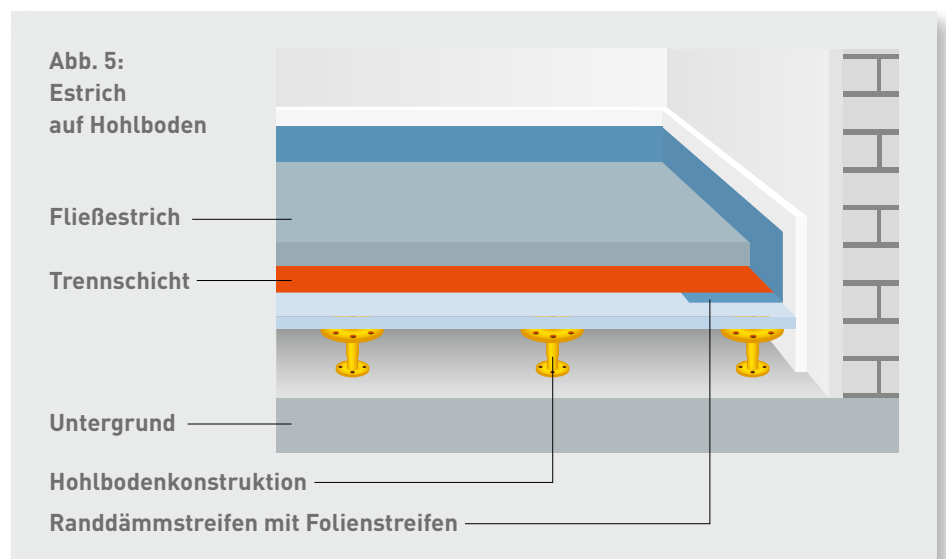 Abb. 5:
Estrich
auf Hohlboden
Fließestrich
Trennschicht
Untergrund
Hohlbodenkonstruktion
Randdämmstreifen mit Folienstreifen